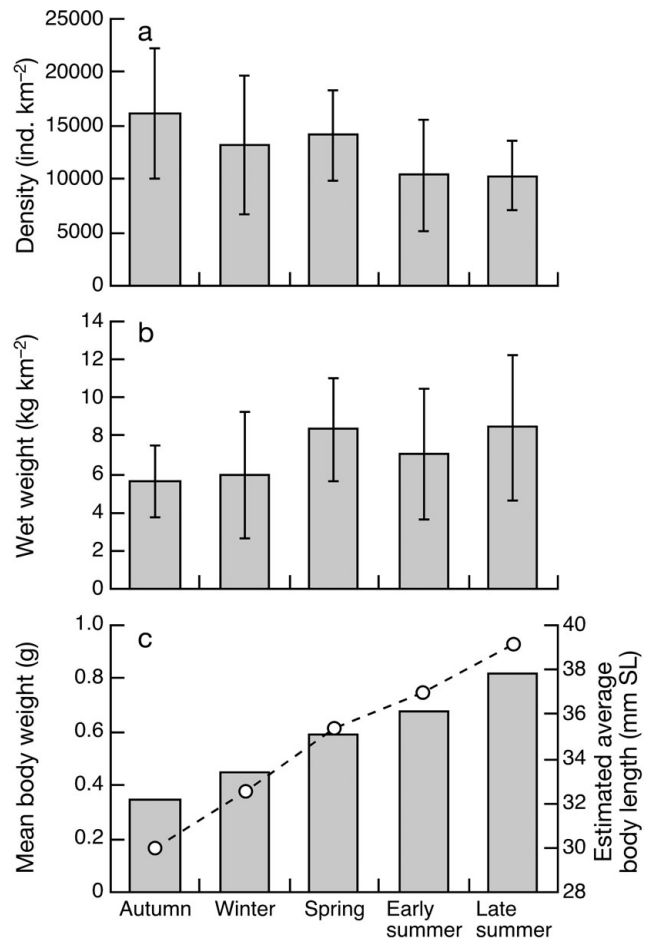 a
25000
20000
15000
10000
5000
0
Density (ind. km⁻²)
b
14
12
10
8
6
4
2
0
Wet weight (kg km⁻²)
c
1.0
0.8
0.6
0.4
0.2
0
Mean body weight (g)
40
38
36
34
32
30
28
Estimated average
body length (mm SL)
Autumn
Winter
Spring
Early
summer
Late
summer